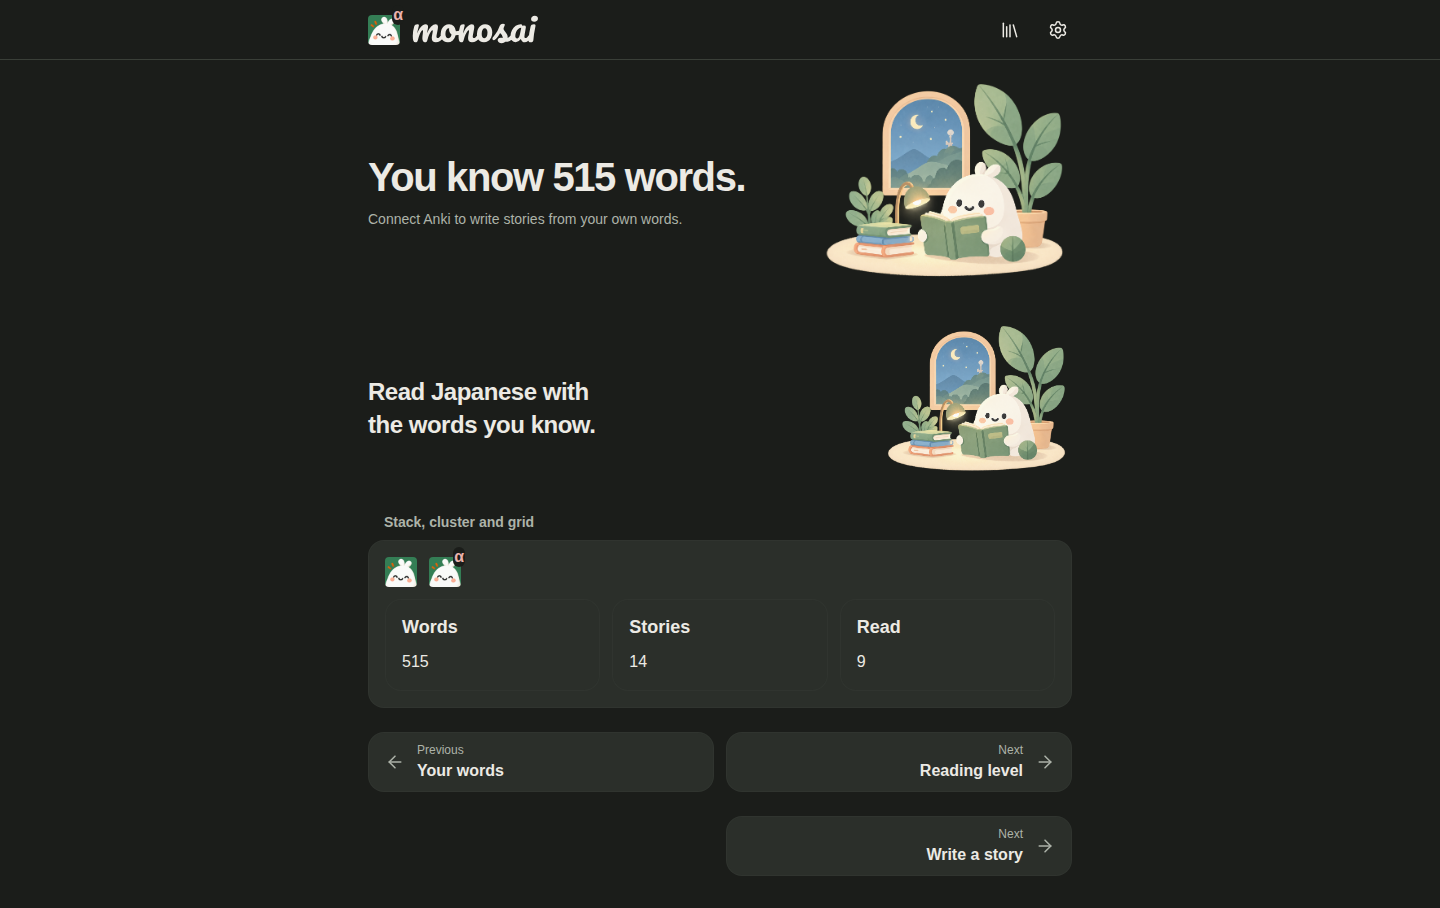 α
monosai
You know 515 words.
Connect Anki to write stories from your own words.
Read Japanese with
the words you know.
Stack, cluster and grid
α
Words
515
Stories
14
Read
9
Previous
Your words
Next
Reading level
Next
Write a story